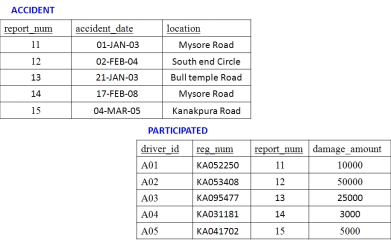 ACCIDENT
report_num accident_date location
11 01-JAN-03 Mysore Road
12 02-FEB-04 South end Circle
13 21-JAN-03 Bull temple Road
14 17-FEB-08 Mysore Road
15 04-MAR-05 Kanakpura Road
PARTICIPATED
driver_id reg_num report_num damage_amount
A01 KA052250 11 10000
A02 KA053408 12 50000
A03 KA095477 13 25000
A04 KA031181 14 3000
A05 KA041702 15 5000